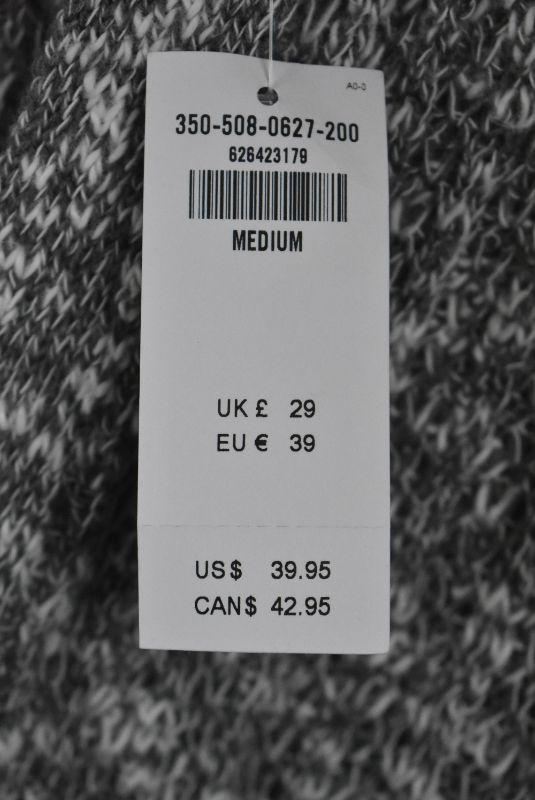 A0-0
350-508-0627-200
626423179
MEDIUM
UK £ 29
EU € 39
US $ 39.95
CAN $ 42.95